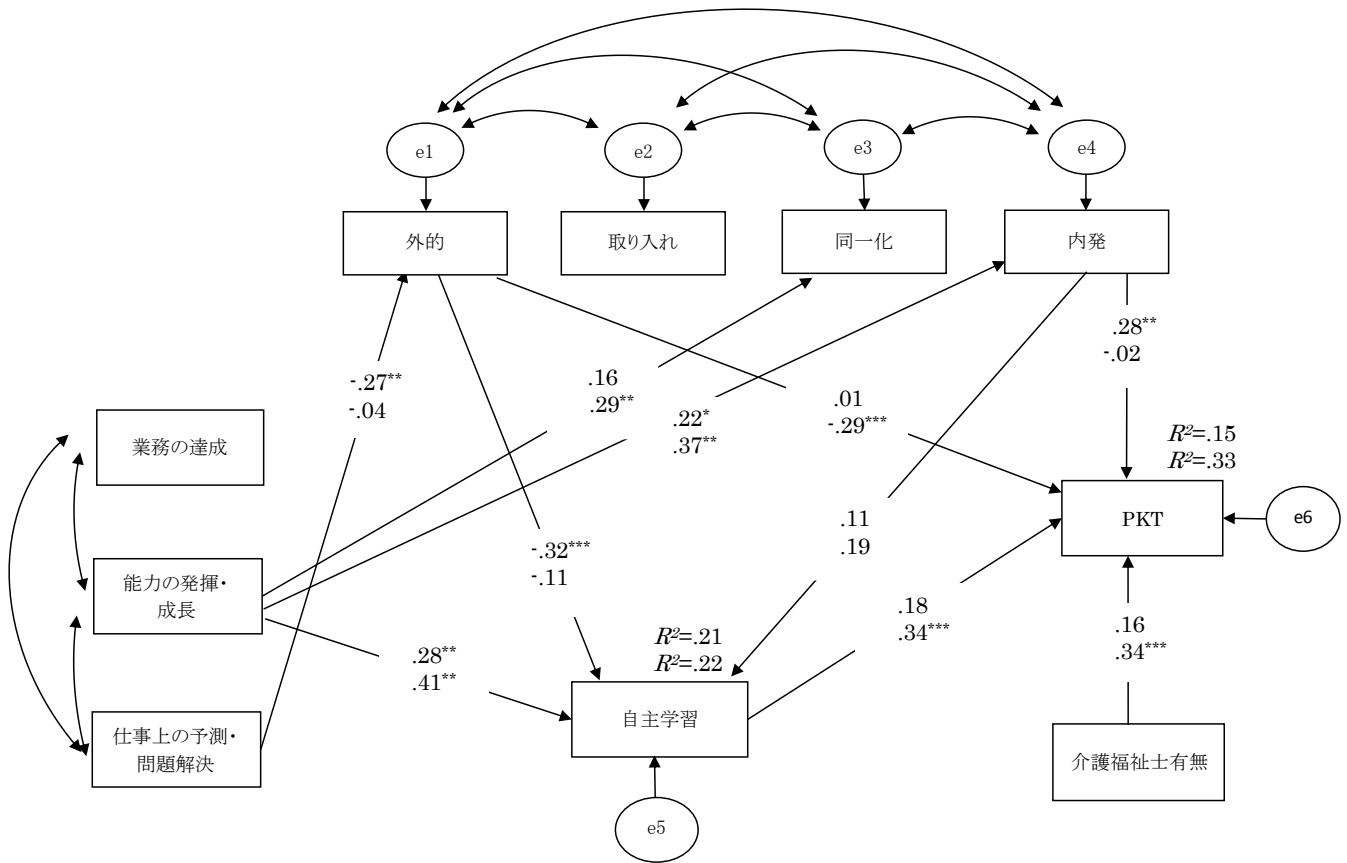 e1
e2
e3
e4
外的
取り入れ
同一化
内発
.28**
-.02
-.27**
-.04
.16
.29**
.22*
.37**
.01
-.29***
R²=.15
R²=.33
業務の達成
PKT
e6
.11
.19
-.32***
-.11
能力の発揮・
成長
.18
.34***
.16
.34***
R²=.21
R²=.22
.28**
.41**
自主学習
仕事上の予測・
問題解決
介護福祉士有無
e5